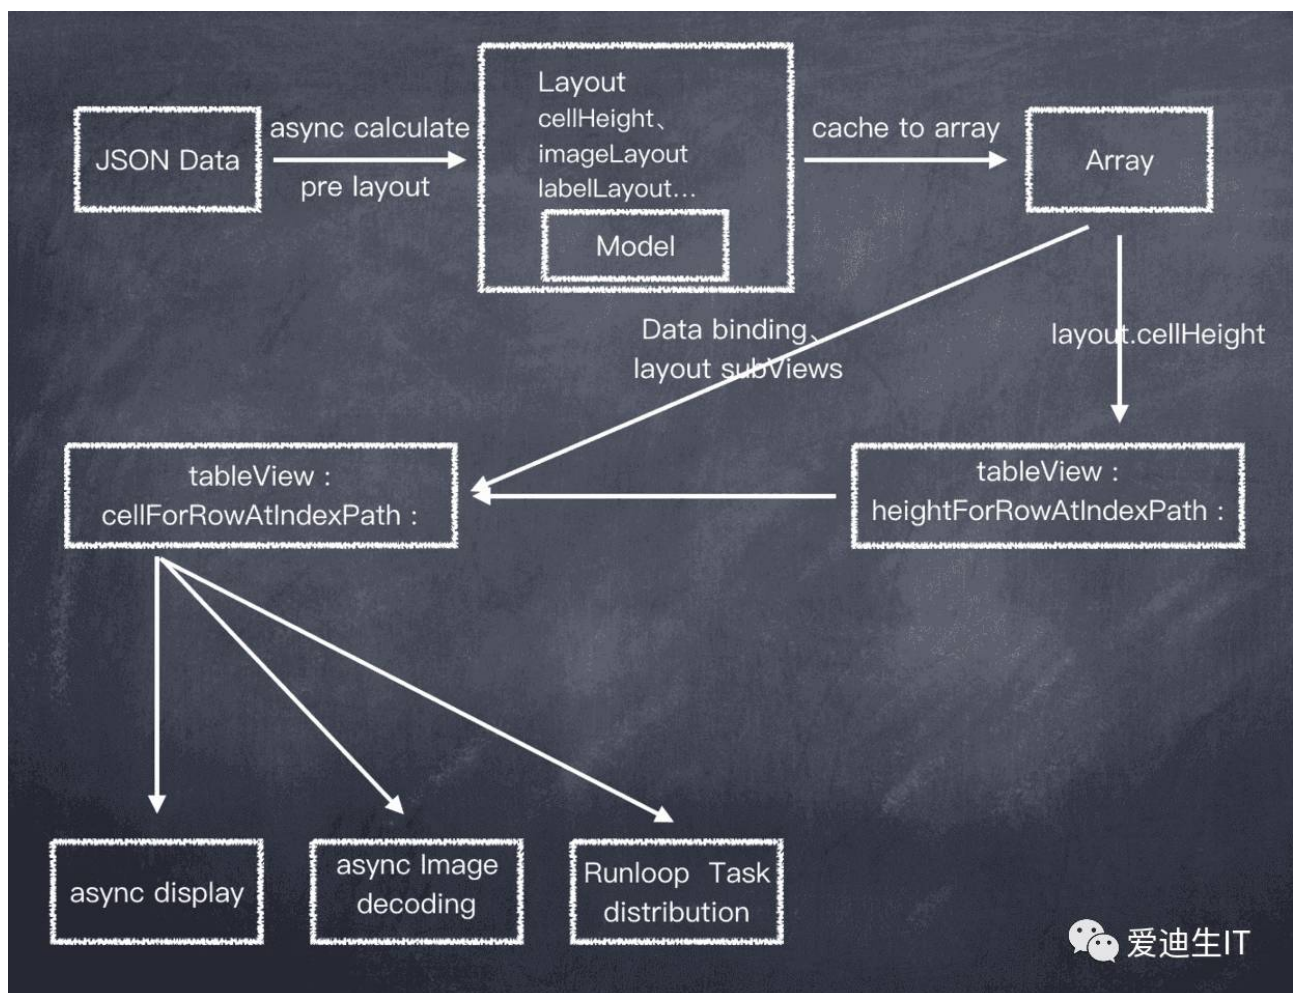 Layout
cellHeight、
imageLayout
labelLayout...
Model
JSON Data
async calculate
pre layout
cache to array
Array
Data binding、
layout subViews
layout.cellHeight
tableView :
cellForRowAtIndexPath :
tableView :
heightForRowAtIndexPath :
async display
async Image
decoding
Runloop Task
distribution
爱迪生IT